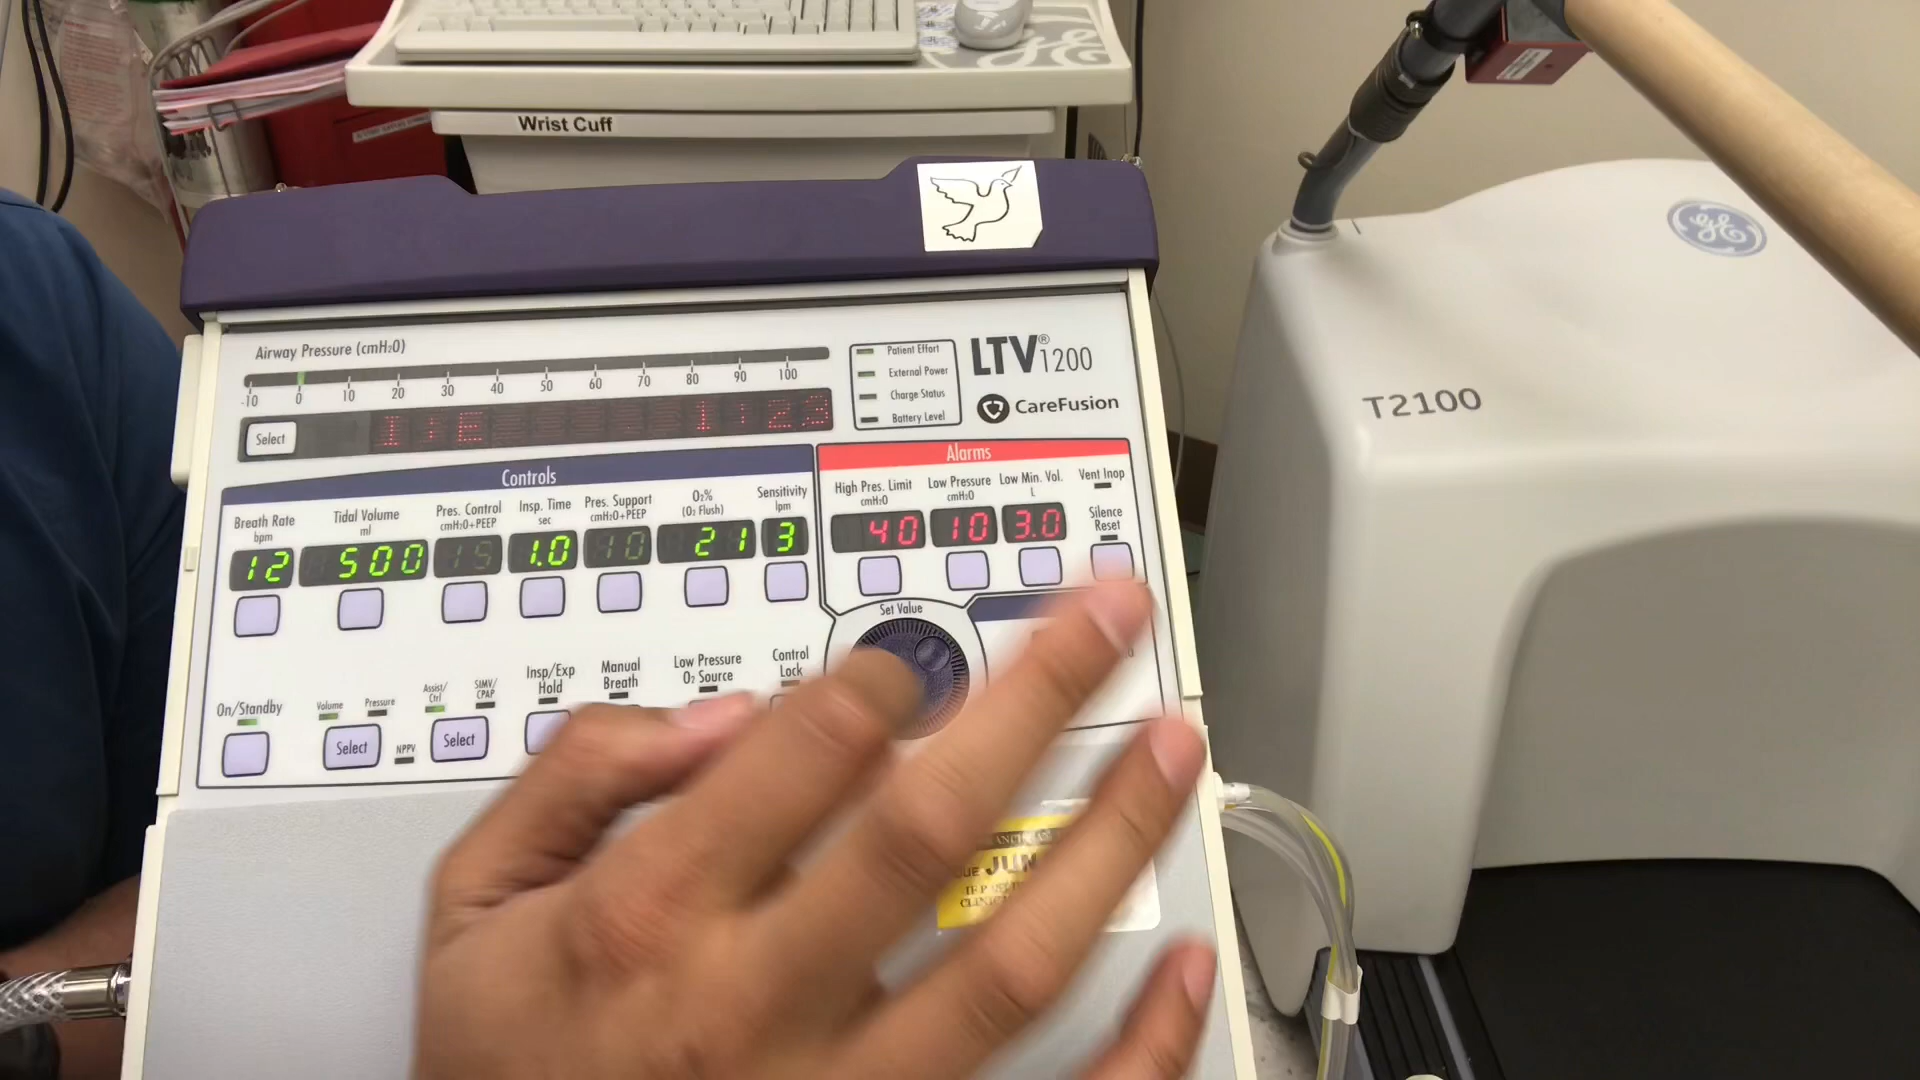 Wrist Cuff
GE
T2100
Airway Pressure (cmH₂O)
-10 0 10 20 30 40 50 60 70 80 90 100
Select
I:E 1:2.3
Patient Effort
External Power
Charge Status
Battery Level
LTV® 1200
CareFusion
Controls
Breath Rate
bpm
12
Tidal Volume
ml
500
Pres. Control
cmH₂O+PEEP
15
Insp. Time
sec
1.0
Pres. Support
cmH₂O+PEEP
10
O₂%
(O₂ Flush)
21
Sensitivity
lpm
3
Alarms
High Pres. Limit
cmH₂O
40
Low Pressure
cmH₂O
10
Low Min. Vol.
L
3.0
Vent Inop
Silence
Reset
Set Value
On/Standby
Volume
Pressure
Select
NPPV
Assist/
Ctrl
SIMV/
CPAP
Select
Insp/Exp
Hold
Manual
Breath
Low Pressure
O₂ Source
Control
Lock
JUN